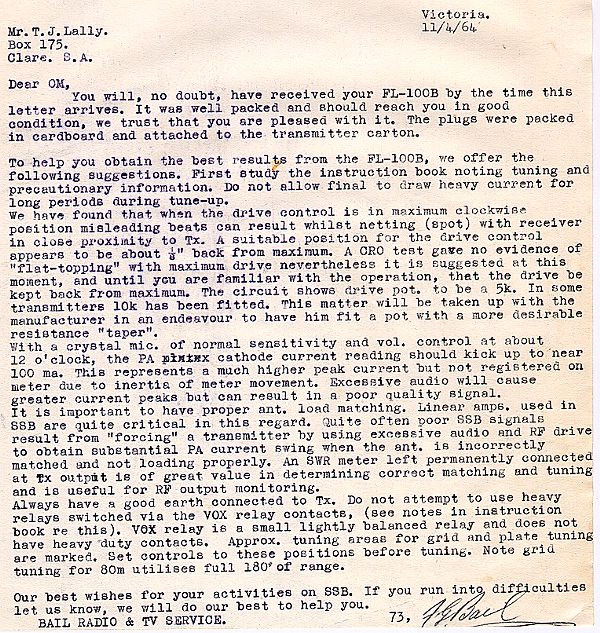 Victoria.
11/4/64
Mr. T.J.Lally.
Box 175.
Clare. S.A.
Dear OM,
You will, no doubt, have received your FL-100B by the time this
letter arrives. It was well packed and should reach you in good
condition, we trust that you are pleased with it. The plugs were packed
in cardboard and attached to the transmitter carton.
To help you obtain the best results from the FL-100B, we offer the
following suggestions. First study the instruction book noting tuning and
precautionary information. Do not allow final to draw heavy current for
long periods during tune-up.
We have found that when the drive control is in maximum clockwise
position misleading beats can result whilst netting (spot) with receiver
in close proximity to Tx. A suitable position for the drive control
appears to be about ⅛" back from maximum. A CRO test gave no evidence of
"flat-topping" with maximum drive nevertheless it is suggested at this
moment, and until you are familiar with the operation, that the drive be
kept back from maximum. The circuit shows drive pot. to be a 5k. In some
transmitters 10k has been fitted. This matter will be taken up with the
manufacturer in an endeavour to have him fit a pot with a more desirable
resistance "taper".
With a crystal mic. of normal sensitivity and vol. control at about
12 o'clock, the PA cathode current reading should kick up to near
100 ma. This represents a much higher peak current but not registered on
meter due to inertia of meter movement. Excessive audio will cause
greater current peaks but can result in a poor quality signal.
It is important to have proper ant. load matching. Linear amps. used in
SSB are quite critical in this regard. Quite often poor SSB signals
result from "forcing" a transmitter by using excessive audio and RF drive
to obtain substantial PA current swing when the ant. is incorrectly
matched and not loading properly. An SWR meter left permanently connected
at Tx output is of great value in determining correct matching and tuning
and is useful for RF output monitoring.
Always have a good earth connected to Tx. Do not attempt to use heavy
relays switched via the VOX relay contacts, (see notes in instruction
book re this). VOX relay is a small lightly balanced relay and does not
have heavy duty contacts. Approx. tuning areas for grid and plate tuning
are marked. Set controls to these positions before tuning. Note grid
tuning for 80m utilises full 180° of range.
Our best wishes for your activities on SSB. If you run into difficulties
let us know, we will do our best to help you.
BAIL RADIO & TV SERVICE. 73, Bail